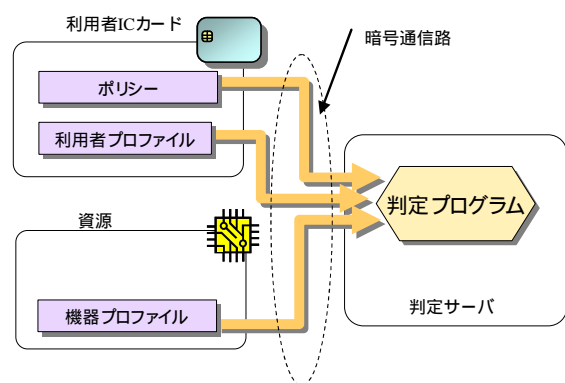 利用者ICカード
暗号通信路
ポリシー
利用者プロファイル
判定プログラム
資源
機器プロファイル
判定サーバ